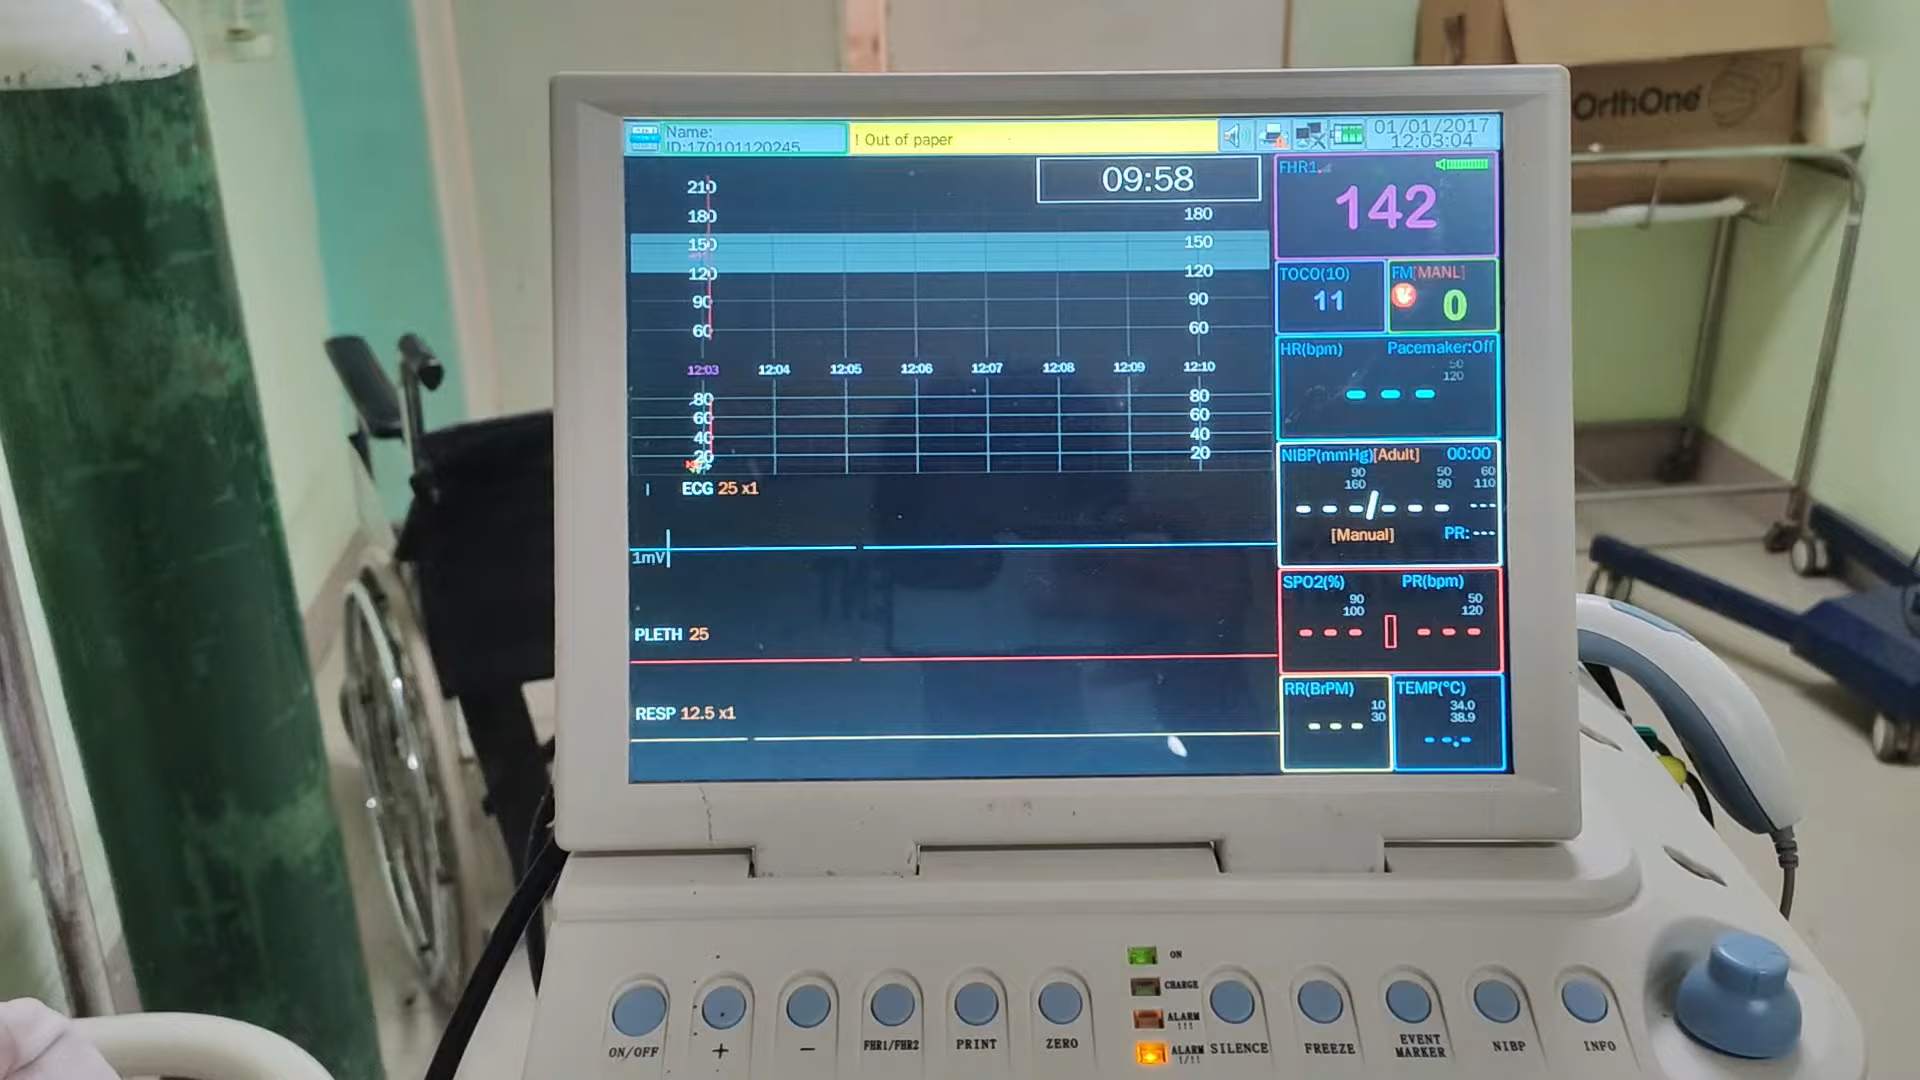 OrthOne
Name:
ID:170101120245
! Out of paper
01/01/2017
12:03:04
09:58
210
180
150
120
90
60
180
150
120
90
60
12:03 12:04 12:05 12:06 12:07 12:08 12:09 12:10
80
60
40
20
80
60
40
20
I ECG 25 x1
1mV
PLETH 25
RESP 12.5 x1
FHR1
142
TOCO(10)
11
FM[MANL]
0
HR(bpm) Pacemaker:Off
50
120
- - -
NIBP(mmHg)[Adult] 00:00
90 50 60
160 90 110
- - -/- - - ---
[Manual] PR:---
SPO2(%) PR(bpm)
90 50
100 120
- - - - - -
RR(BrPM)
10
30
- - -
TEMP(°C)
34.0
38.9
- -.-
ON
CHARGE
ALARM
!!!
ALARM
!/!!
ON/OFF + - FHR1/FHR2 PRINT ZERO SILENCE FREEZE EVENT MARKER NIBP INFO